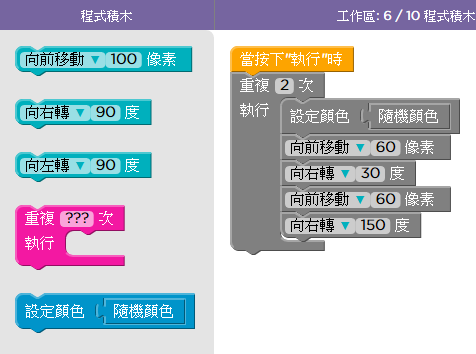 程式積木
工作區: 6 / 10 程式積木
向前移動 ▼ 100 像素
向右轉 ▼ 90 度
向左轉 ▼ 90 度
重複 ??? 次
執行
設定顏色 隨機顏色
當按下"執行"時
重複 2 次
執行
設定顏色 隨機顏色
向前移動 ▼ 60 像素
向右轉 ▼ 30 度
向前移動 ▼ 60 像素
向右轉 ▼ 150 度